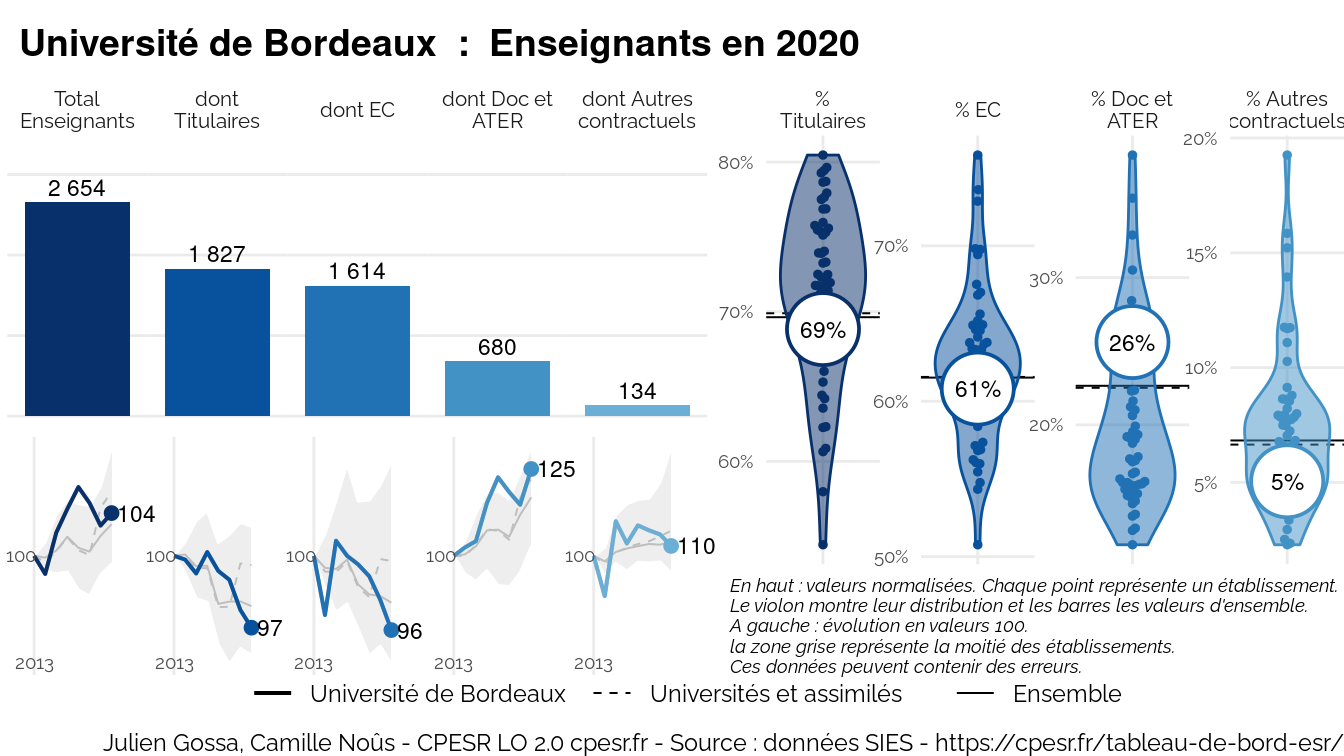 Université de Bordeaux : Enseignants en 2020
Total
Enseignants
dont
Titulaires
dont EC
dont Doc et
ATER
dont Autres
contractuels
%
Titulaires
% EC
% Doc et
ATER
% Autres
contractuels
2 654
1 827
1 614
680
134
80%
70%
60%
69%
70%
60%
50%
61%
30%
20%
26%
20%
15%
10%
5%
5%
100
104
2013
100
97
2013
100
96
2013
100
125
2013
100
110
2013
En haut : valeurs normalisées. Chaque point représente un établissement.
Le violon montre leur distribution et les barres les valeurs d'ensemble.
A gauche : évolution en valeurs 100.
la zone grise représente la moitié des établissements.
Ces données peuvent contenir des erreurs.
Université de Bordeaux
Universités et assimilés
Ensemble
Julien Gossa, Camille Noûs - CPESR LO 2.0 cpesr.fr - Source : données SIES - https://cpesr.fr/tableau-de-bord-esr/